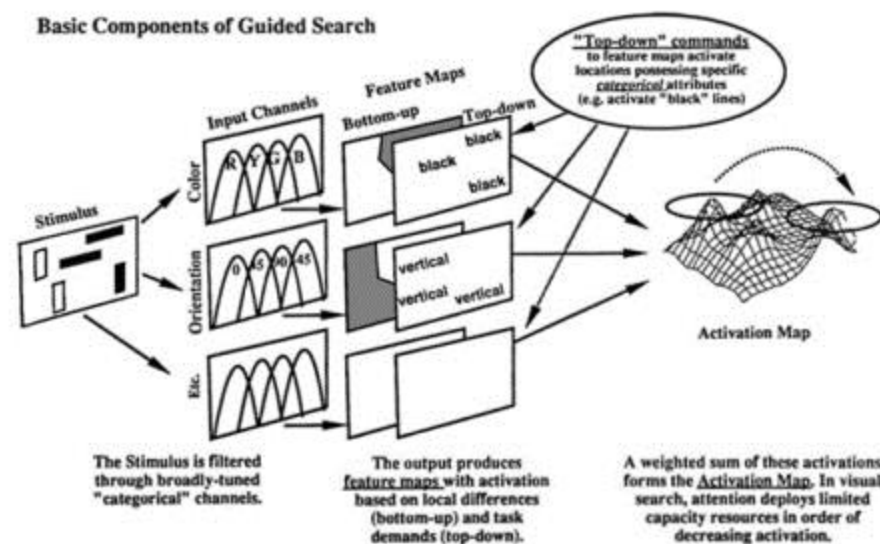 Basic Components of Guided Search
"Top-down" commands
to feature maps activate
locations possessing specific
categorical attributes
(e.g. activate "black" lines)
Feature Maps
Input Channels
Bottom-up
Top-down
Color
R Y G B
black
black
black
Stimulus
Orientation
0 45 90 45
vertical
vertical
vertical
Activation Map
Etc.
The Stimulus is filtered
through broadly-tuned
"categorical" channels.
The output produces
feature maps with activation
based on local differences
(bottom-up) and task
demands (top-down).
A weighted sum of these activations
forms the Activation Map. In visual
search, attention deploys limited
capacity resources in order of
decreasing activation.